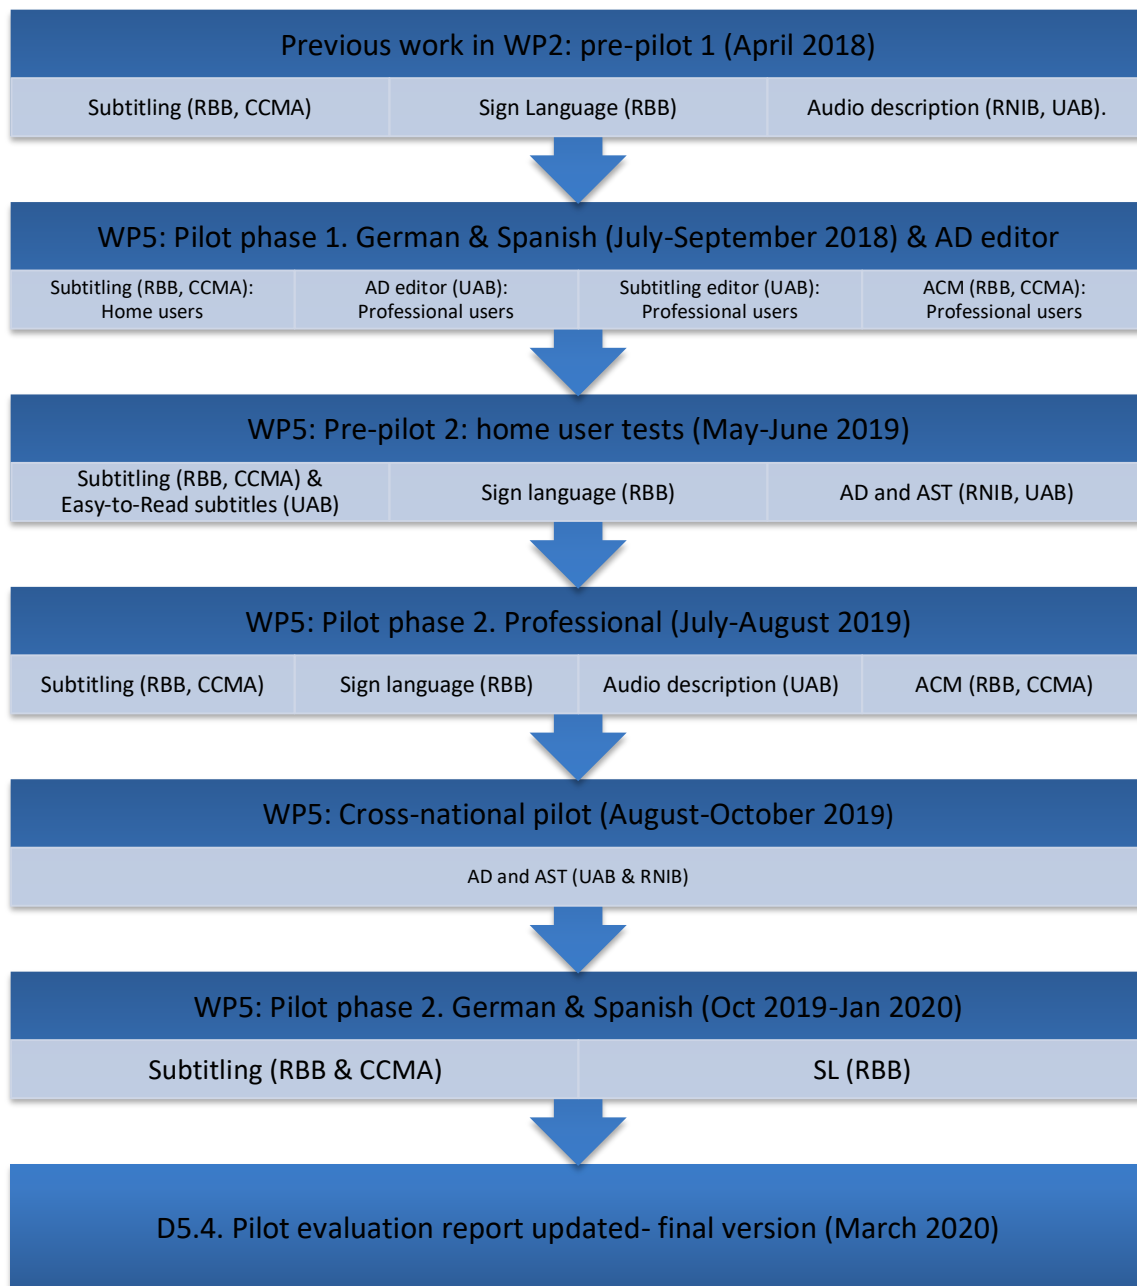 Previous work in WP2: pre-pilot 1 (April 2018)
Subtitling (RBB, CCMA)
Sign Language (RBB)
Audio description (RNIB, UAB).
WP5: Pilot phase 1. German & Spanish (July-September 2018) & AD editor
Subtitling (RBB, CCMA):
Home users
AD editor (UAB):
Professional users
Subtitling editor (UAB):
Professional users
ACM (RBB, CCMA):
Professional users
WP5: Pre-pilot 2: home user tests (May-June 2019)
Subtitling (RBB, CCMA) &
Easy-to-Read subtitles (UAB)
Sign language (RBB)
AD and AST (RNIB, UAB)
WP5: Pilot phase 2. Professional (July-August 2019)
Subtitling (RBB, CCMA)
Sign language (RBB)
Audio description (UAB)
ACM (RBB, CCMA)
WP5: Cross-national pilot (August-October 2019)
AD and AST (UAB & RNIB)
WP5: Pilot phase 2. German & Spanish (Oct 2019-Jan 2020)
Subtitling (RBB & CCMA)
SL (RBB)
D5.4. Pilot evaluation report updated- final version (March 2020)